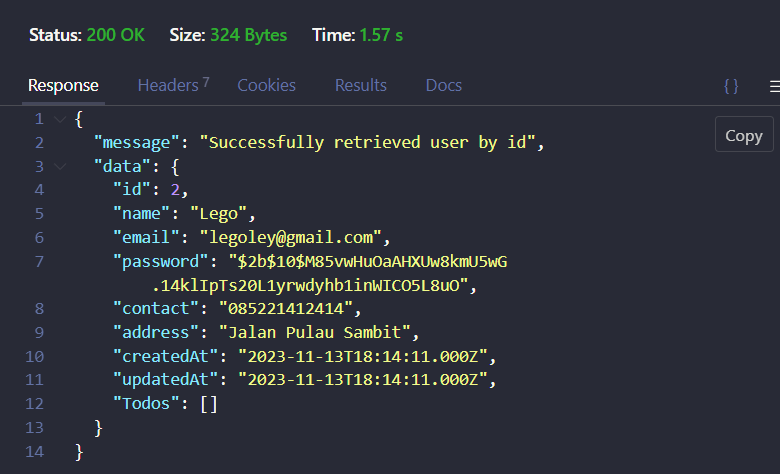 Status: 200 OK Size: 324 Bytes Time: 1.57 s
Response Headers 7 Cookies Results Docs { }
1 {
Copy
2 "message": "Successfully retrieved user by id",
3 "data": {
4 "id": 2,
5 "name": "Lego",
6 "email": "legoley@gmail.com",
7 "password": "$2b$10$M85vwHuOaAHXUw8kmU5wG
.14klIpTs20L1yrwdyhb1inWICO5L8uO",
8 "contact": "085221412414",
9 "address": "Jalan Pulau Sambit",
10 "createdAt": "2023-11-13T18:14:11.000Z",
11 "updatedAt": "2023-11-13T18:14:11.000Z",
12 "Todos": []
13 }
14 }